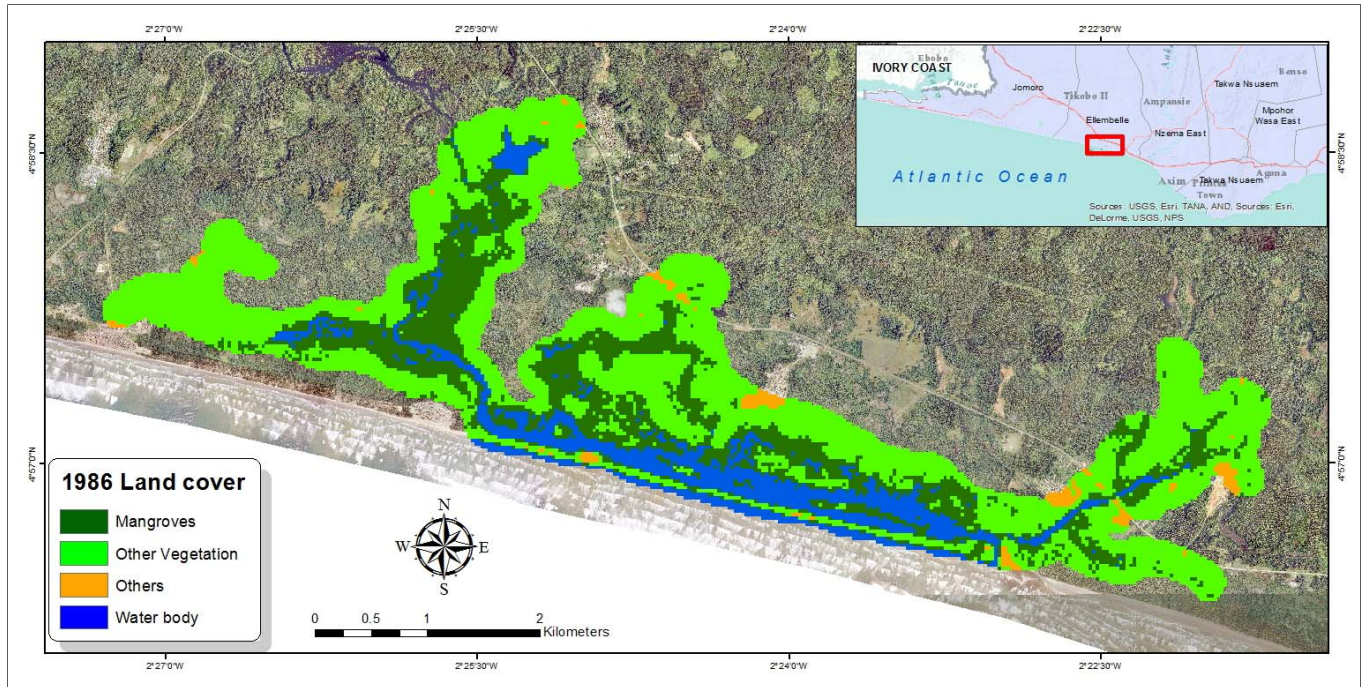 2°27'0"W
2°25'30"W
2°24'0"W
2°22'30"W
4°58'30"N
4°58'30"N
4°57'0"N
4°57'0"N
IVORY COAST
Ebobo
Tanoe
Jomoro
Tikobo II
Ampansie
Takwa Nsuaem
Benso
Mpohor
Wasa East
Ellembelle
Nzema East
Atlantic Ocean
Axim
Princes
Town
Takwa Nsuaem
Aguna
Sources: USGS, Esri, TANA, AND, Sources: Esri,
DeLorme, USGS, NPS
1986 Land cover
Mangroves
Other Vegetation
Others
Water body
N
W E
S
0 0.5 1 2
Kilometers
2°27'0"W
2°25'30"W
2°24'0"W
2°22'30"W